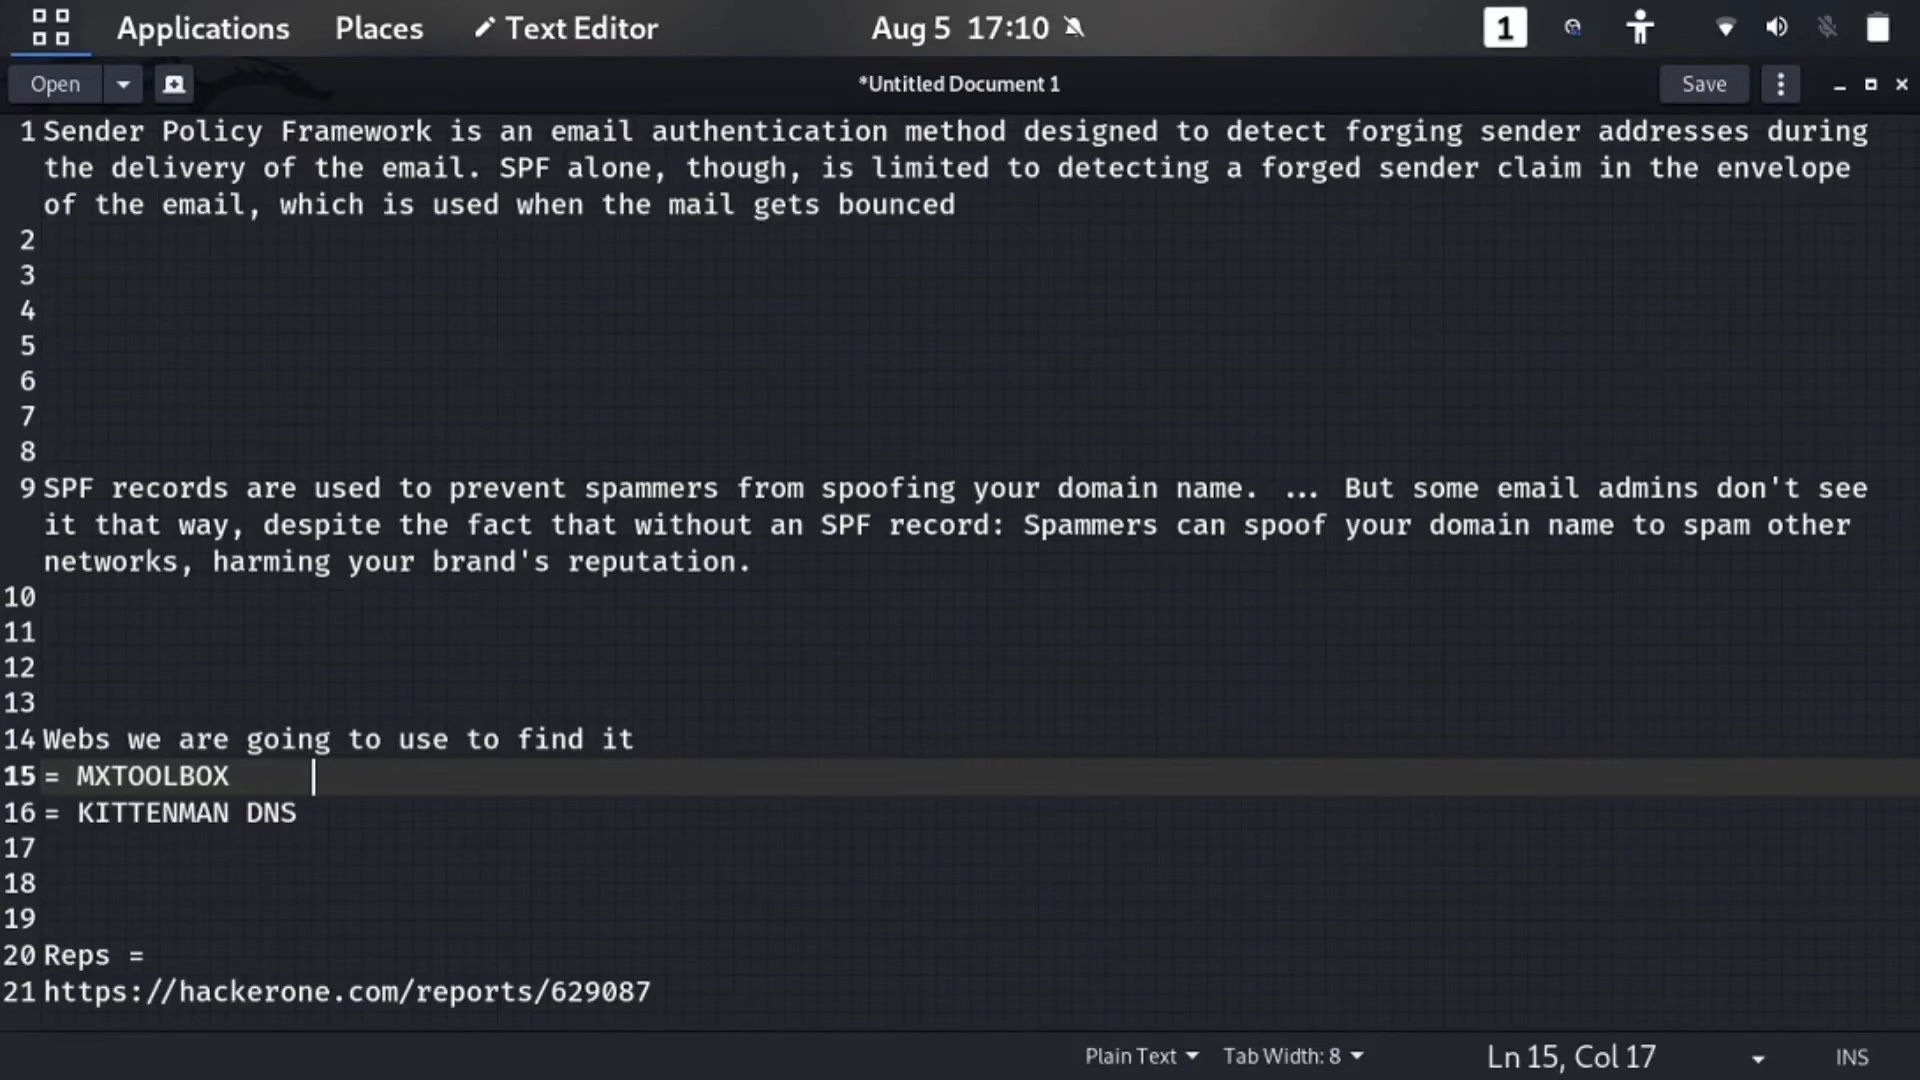 Applications Places Text Editor Aug 5 17:10 1
Open *Untitled Document 1 Save
1 Sender Policy Framework is an email authentication method designed to detect forging sender addresses during
the delivery of the email. SPF alone, though, is limited to detecting a forged sender claim in the envelope
of the email, which is used when the mail gets bounced
2
3
4
5
6
7
8
9 SPF records are used to prevent spammers from spoofing your domain name. ... But some email admins don't see
it that way, despite the fact that without an SPF record: Spammers can spoof your domain name to spam other
networks, harming your brand's reputation.
10
11
12
13
14 Webs we are going to use to find it
15 = MXTOOLBOX
16 = KITTENMAN DNS
17
18
19
20 Reps =
21 https://hackerone.com/reports/629087
Plain Text Tab Width: 8 Ln 15, Col 17 INS